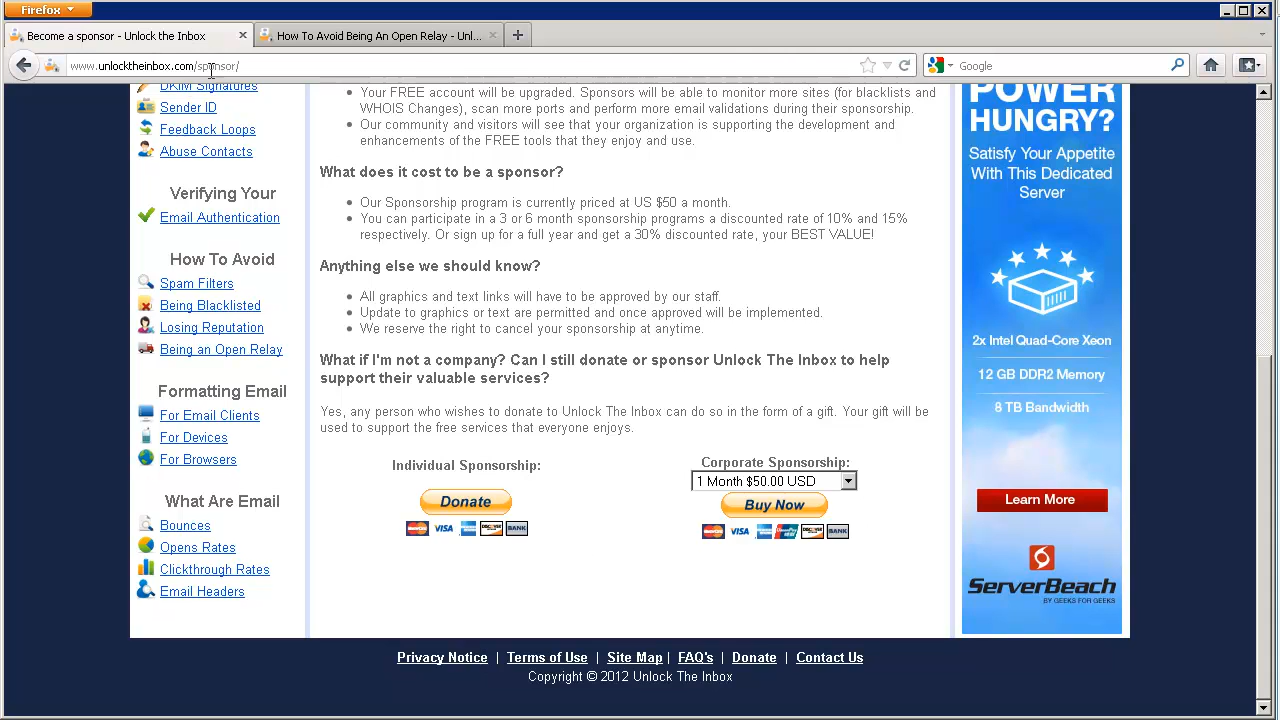 Firefox
Become a sponsor - Unlock the Inbox
How To Avoid Being An Open Relay - Unl...
www.unlocktheinbox.com/sponsor/
Google
DKIM Signatures
Sender ID
Feedback Loops
Abuse Contacts
Verifying Your
Email Authentication
How To Avoid
Spam Filters
Being Blacklisted
Losing Reputation
Being an Open Relay
Formatting Email
For Email Clients
For Devices
For Browsers
What Are Email
Bounces
Opens Rates
Clickthrough Rates
Email Headers
Your FREE account will be upgraded. Sponsors will be able to monitor more sites (for blacklists and
WHOIS Changes), scan more ports and perform more email validations during their sponsorship.
Our community and visitors will see that your organization is supporting the development and
enhancements of the FREE tools that they enjoy and use.
What does it cost to be a sponsor?
Our Sponsorship program is currently priced at US $50 a month.
You can participate in a 3 or 6 month sponsorship programs a discounted rate of 10% and 15%
respectively. Or sign up for a full year and get a 30% discounted rate, your BEST VALUE!
Anything else we should know?
All graphics and text links will have to be approved by our staff.
Update to graphics or text are permitted and once approved will be implemented.
We reserve the right to cancel your sponsorship at anytime.
What if I'm not a company? Can I still donate or sponsor Unlock The Inbox to help
support their valuable services?
Yes, any person who wishes to donate to Unlock The Inbox can do so in the form of a gift. Your gift will be
used to support the free services that everyone enjoys.
Individual Sponsorship:
Donate
MasterCard VISA DISCOVER BANK
Corporate Sponsorship:
1 Month $50.00 USD
Buy Now
MasterCard VISA DISCOVER BANK
POWER
HUNGRY?
Satisfy Your Appetite
With This Dedicated
Server
2x Intel Quad-Core Xeon
12 GB DDR2 Memory
8 TB Bandwidth
Learn More
SERVERBEACH
BY GEEKS FOR GEEKS
Privacy Notice | Terms of Use | Site Map | FAQ's | Donate | Contact Us
Copyright © 2012 Unlock The Inbox